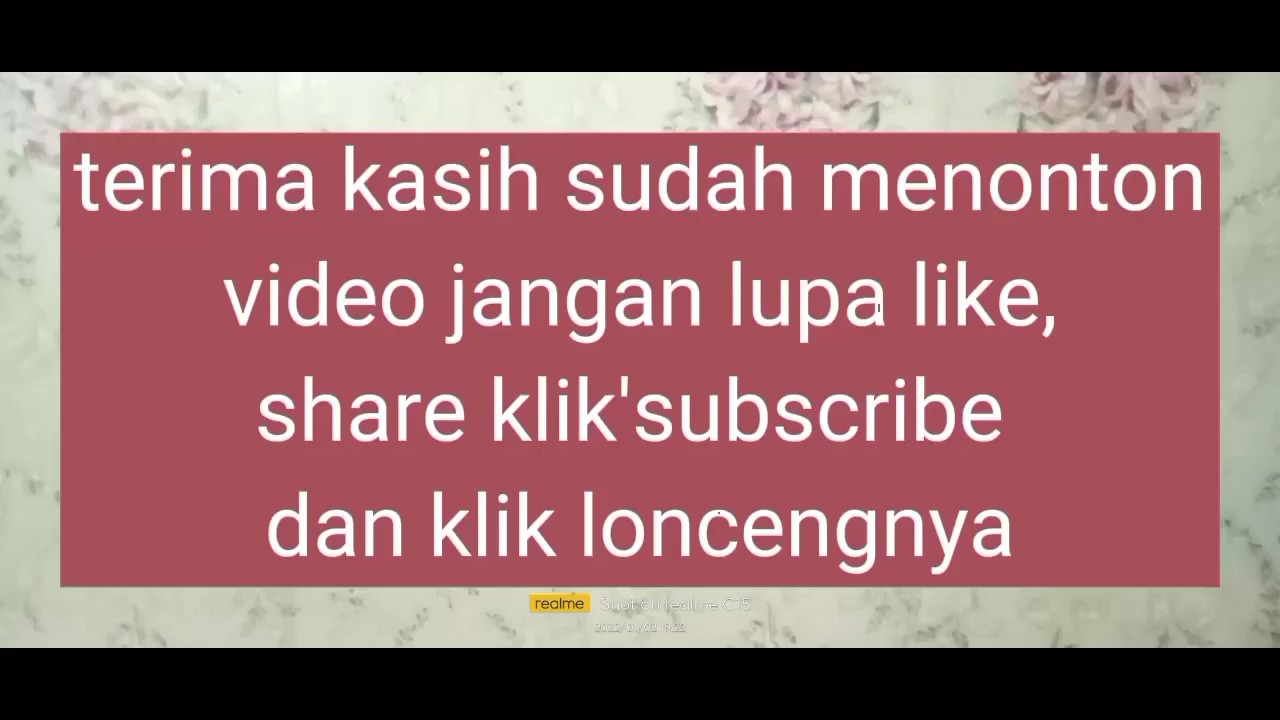 terima kasih sudah menonton
video jangan lupa like,
share klik'subscribe
dan klik loncengnya
realme Shot on realme C15